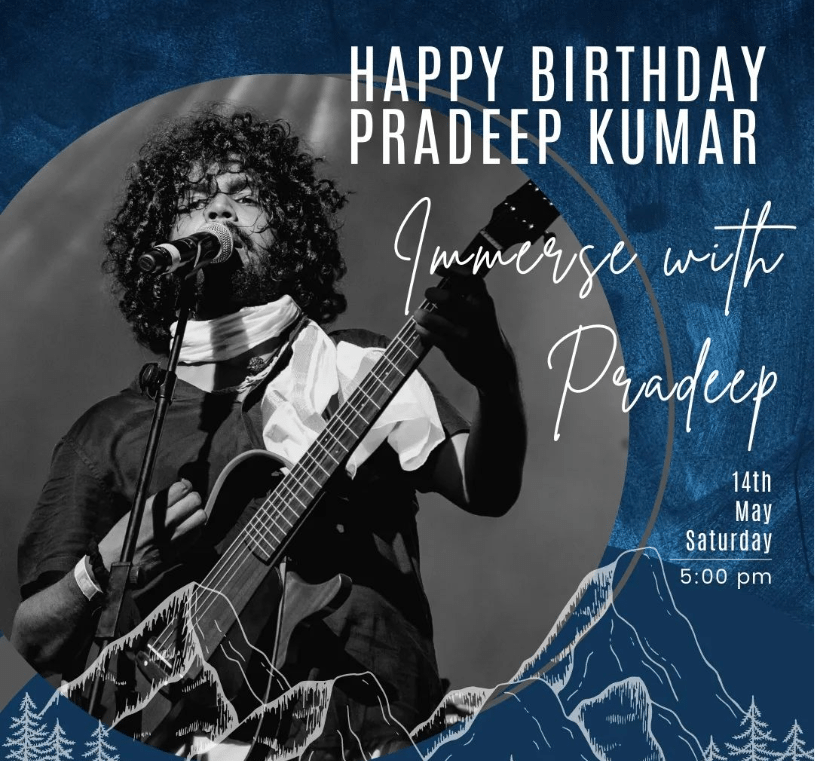 HAPPY BIRTHDAY
PRADEEP KUMAR
Immerse with
Pradeep
14th
May
Saturday
5:00 pm